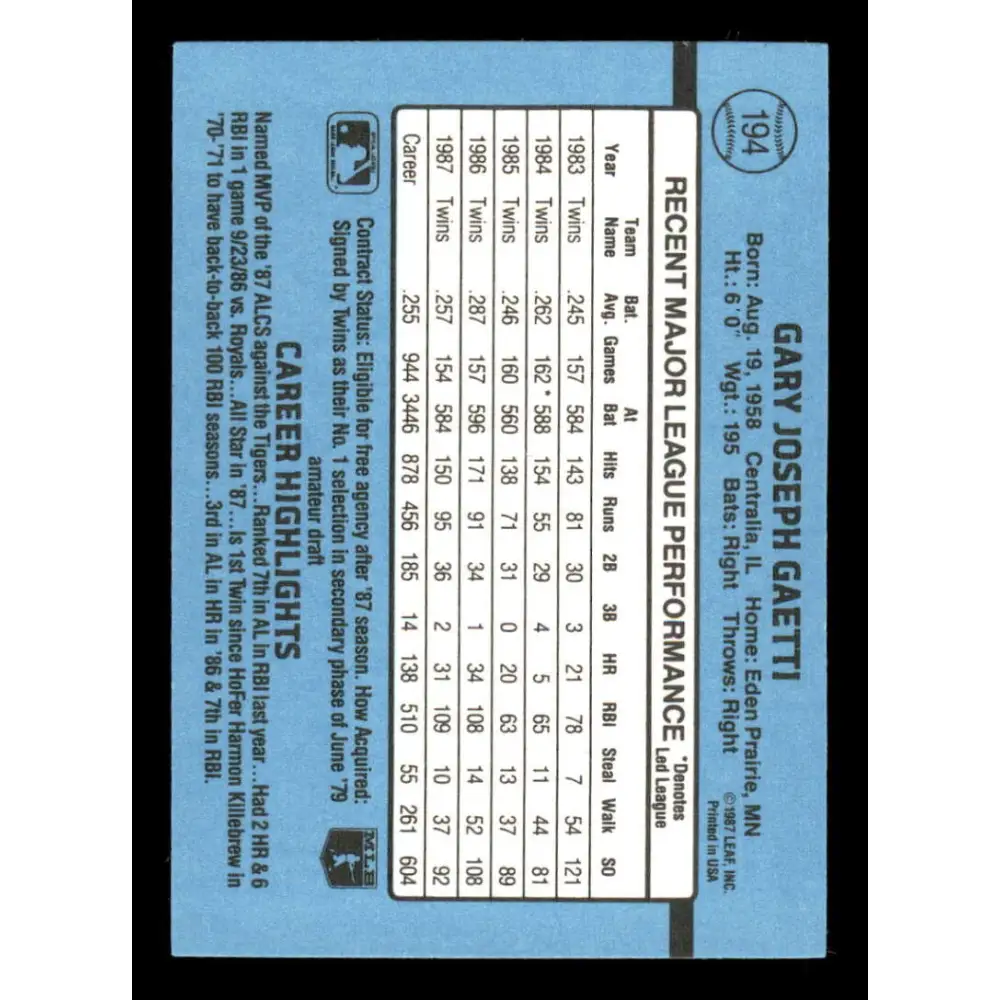 194
GARY JOSEPH GAETTI
Born: Aug. 19, 1958 Centralia, IL Home: Eden Prairie, MN
Ht.: 6'0" Wgt.: 195 Bats: Right Throws: Right
©1987 LEAF, INC.
Printed in USA
RECENT MAJOR LEAGUE PERFORMANCE
*Denotes
Led League
Year Team Name Bat. Avg. Games At Bat Hits Runs 2B 3B HR RBI Steal Walk SO
1983 Twins .245 157 584 143 81 30 3 21 78 7 54 121
1984 Twins .262 162* 588 154 55 29 4 5 65 11 44 81
1985 Twins .246 160 560 138 71 31 0 20 63 13 37 89
1986 Twins .287 157 596 171 91 34 1 34 108 14 52 108
1987 Twins .257 154 584 150 95 36 2 31 109 10 37 92
Career .255 944 3446 878 456 185 14 138 510 55 261 604
Contract Status: Eligible for free agency after '87 season. How Acquired:
Signed by Twins as their No. 1 selection in secondary phase of June '79
amateur draft
MLB
CAREER HIGHLIGHTS
Named MVP of the '87 ALCS against the Tigers...Ranked 7th in AL in RBI last year...Had 2 HR & 6
RBI in 1 game 9/23/86 vs. Royals...All Star in '87...Is 1st Twin since HoFer Harmon Killebrew in
'70-'71 to have back-to-back 100 RBI seasons...3rd in AL in HR in '86 & 7th in RBI.